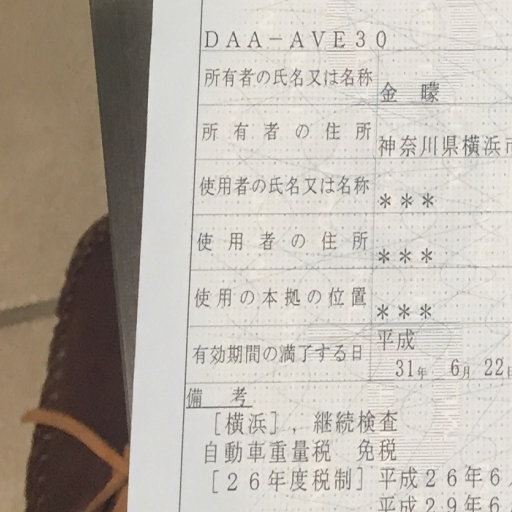 DAA-AVE30
所有者の氏名又は名称 金 曚
所有者の住所 神奈川県横浜市
使用者の氏名又は名称 ***
使用者の住所 ***
使用の本拠の位置 ***
有効期間の満了する日 平成
31年 6月 22日
備 考
[横浜],継続検査
自動車重量税 免税
[26年度税制]平成26年6月
平成29年6月